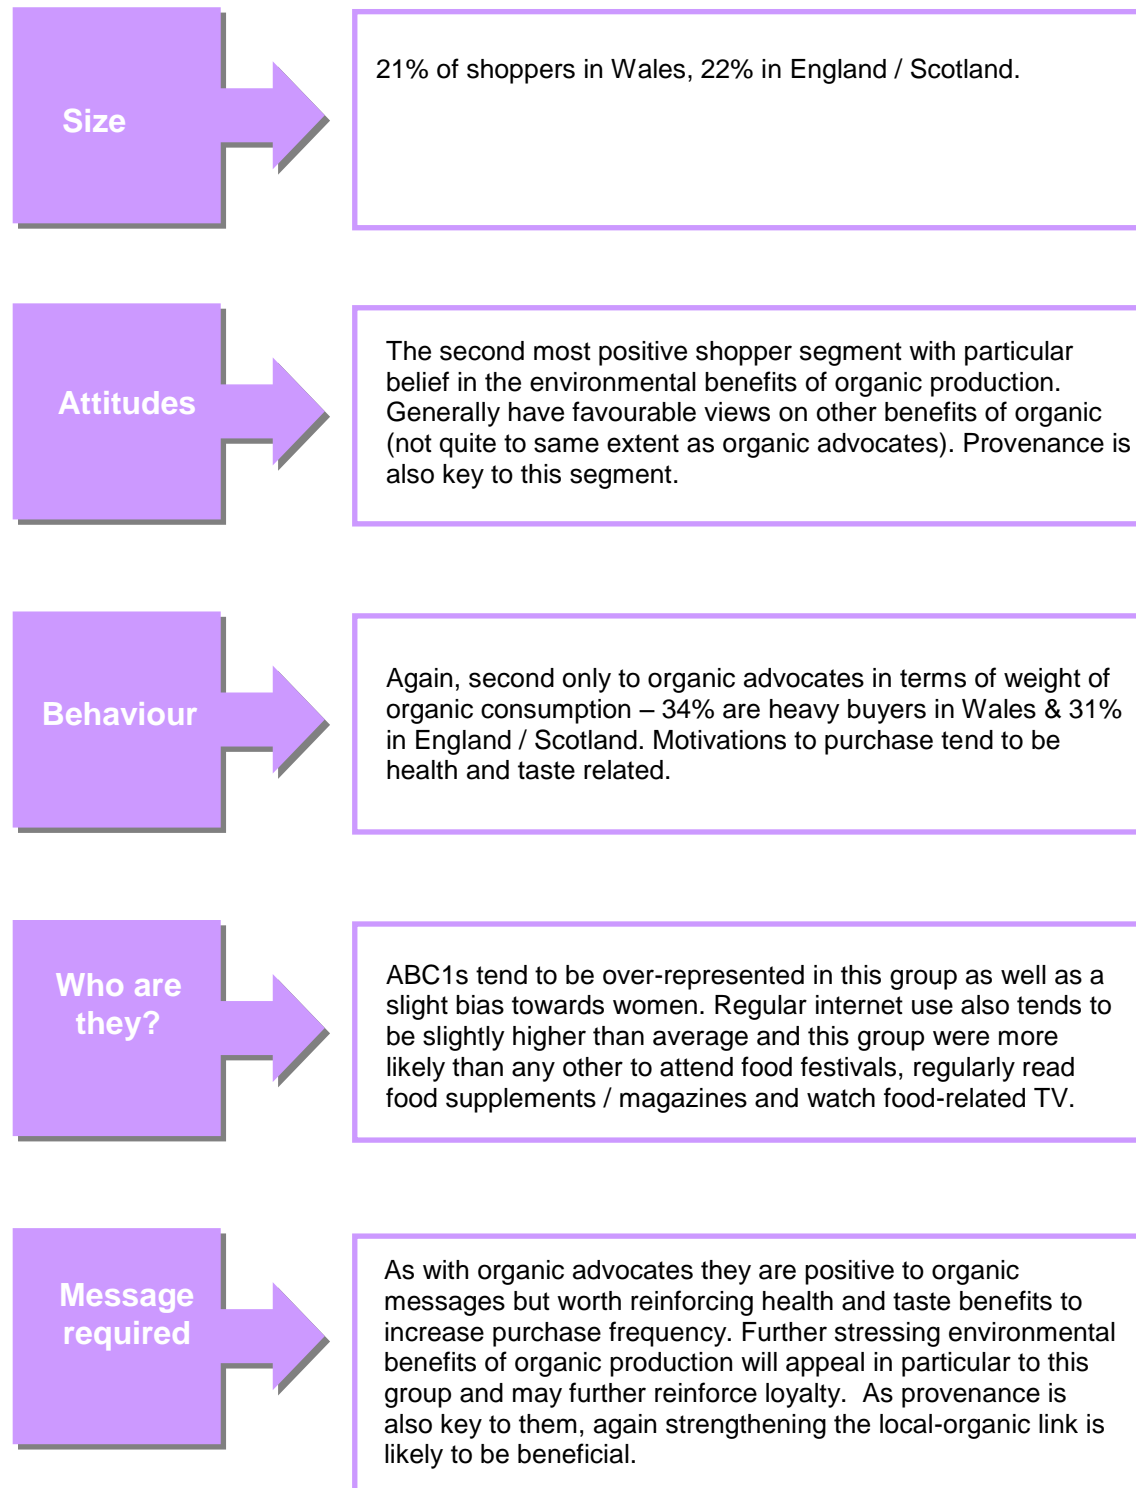 Size
21% of shoppers in Wales, 22% in England / Scotland.
Attitudes
The second most positive shopper segment with particular
belief in the environmental benefits of organic production.
Generally have favourable views on other benefits of organic
(not quite to same extent as organic advocates). Provenance is
also key to this segment.
Behaviour
Again, second only to organic advocates in terms of weight of
organic consumption – 34% are heavy buyers in Wales & 31%
in England / Scotland. Motivations to purchase tend to be
health and taste related.
Who are
they?
ABC1s tend to be over-represented in this group as well as a
slight bias towards women. Regular internet use also tends to
be slightly higher than average and this group were more
likely than any other to attend food festivals, regularly read
food supplements / magazines and watch food-related TV.
Message
required
As with organic advocates they are positive to organic
messages but worth reinforcing health and taste benefits to
increase purchase frequency. Further stressing environmental
benefits of organic production will appeal in particular to this
group and may further reinforce loyalty.  As provenance is
also key to them, again strengthening the local-organic link is
likely to be beneficial.